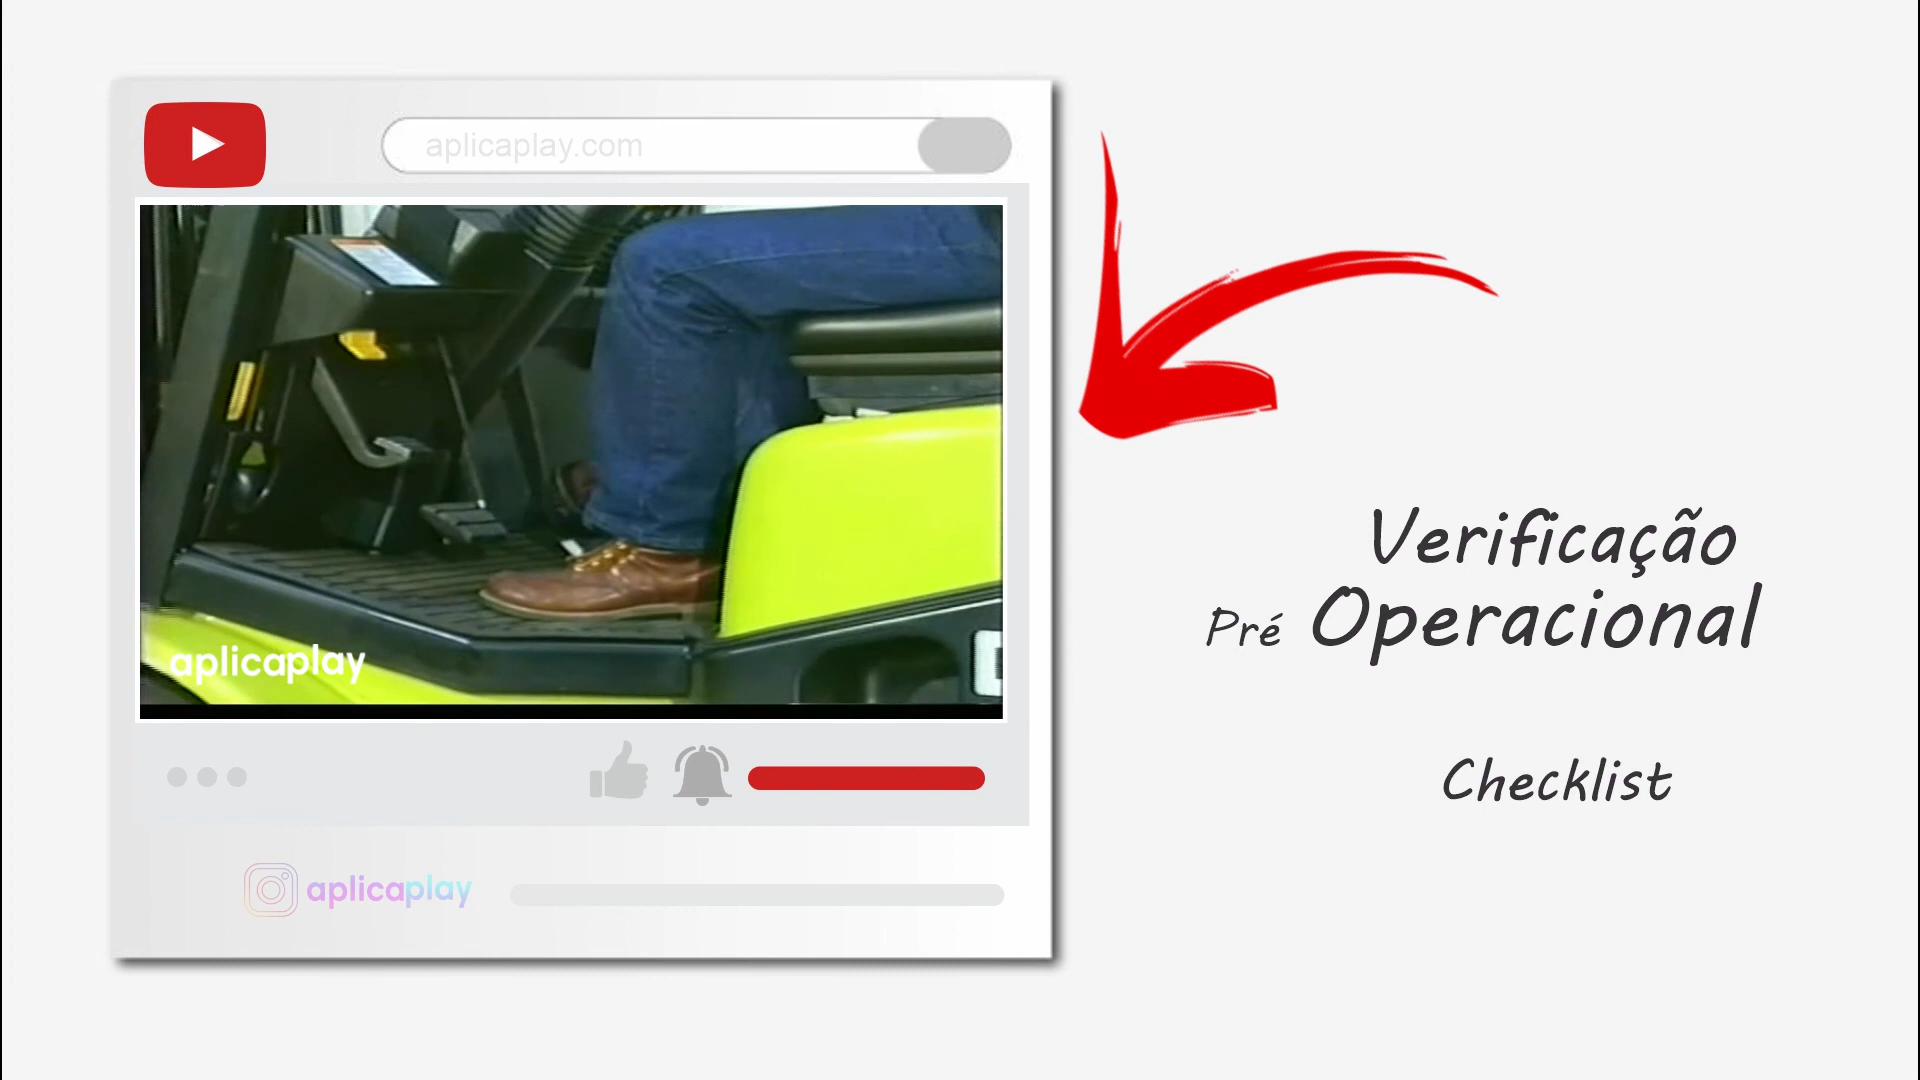 aplicaplay.com
aplicaplay
aplicaplay
Verificação
Pré Operacional
Checklist